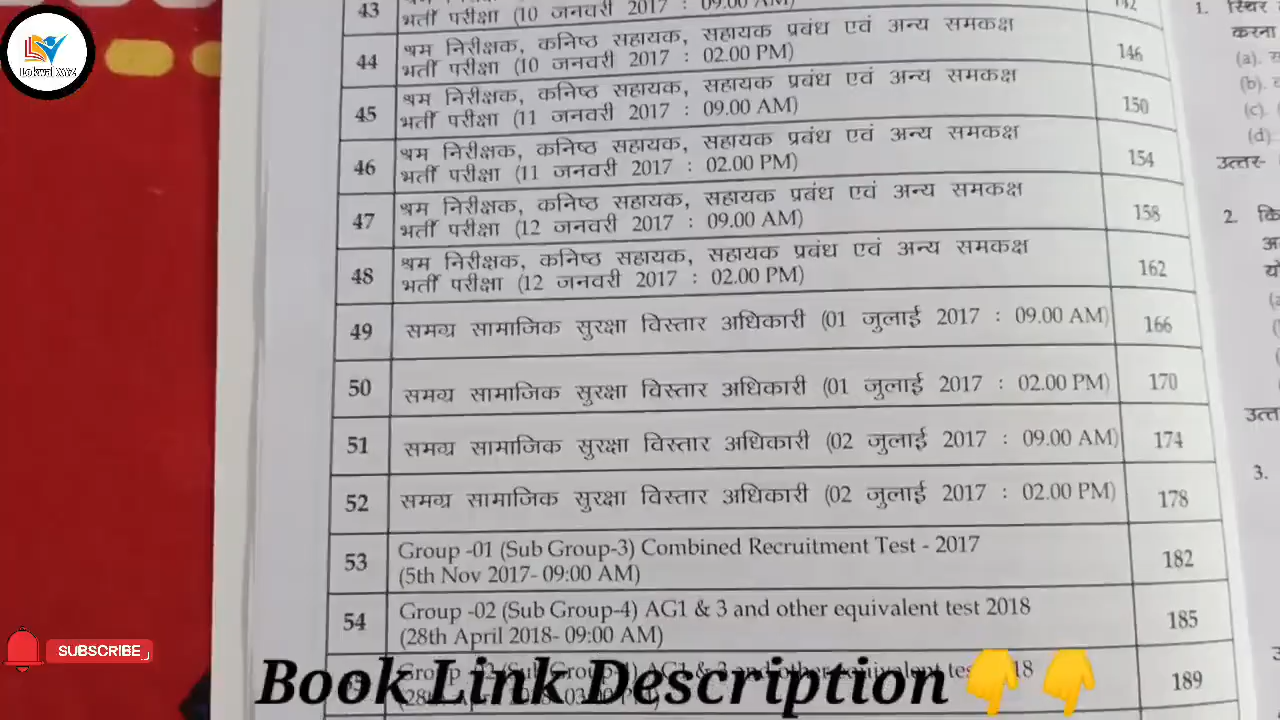 Lokval Xyz
43
भर्ती परीक्षा (10 जनवरी 2017 : 09.00 AM)
142
44
श्रम निरीक्षक, कनिष्ठ सहायक, सहायक प्रबंध एवं अन्य समकक्ष
भर्ती परीक्षा (10 जनवरी 2017 : 02.00 PM)
146
45
श्रम निरीक्षक, कनिष्ठ सहायक, सहायक प्रबंध एवं अन्य समकक्ष
भर्ती परीक्षा (11 जनवरी 2017 : 09.00 AM)
150
46
श्रम निरीक्षक, कनिष्ठ सहायक, सहायक प्रबंध एवं अन्य समकक्ष
भर्ती परीक्षा (11 जनवरी 2017 : 02.00 PM)
154
47
श्रम निरीक्षक, कनिष्ठ सहायक, सहायक प्रबंध एवं अन्य समकक्ष
भर्ती परीक्षा (12 जनवरी 2017 : 09.00 AM)
158
48
श्रम निरीक्षक, कनिष्ठ सहायक, सहायक प्रबंध एवं अन्य समकक्ष
भर्ती परीक्षा (12 जनवरी 2017 : 02.00 PM)
162
49
समग्र सामाजिक सुरक्षा विस्तार अधिकारी (01 जुलाई 2017 : 09.00 AM)
166
50
समग्र सामाजिक सुरक्षा विस्तार अधिकारी (01 जुलाई 2017 : 02.00 PM)
170
51
समग्र सामाजिक सुरक्षा विस्तार अधिकारी (02 जुलाई 2017 : 09.00 AM)
174
52
समग्र सामाजिक सुरक्षा विस्तार अधिकारी (02 जुलाई 2017 : 02.00 PM)
178
53
Group -01 (Sub Group-3) Combined Recruitment Test - 2017
(5th Nov 2017- 09:00 AM)
182
54
Group -02 (Sub Group-4) AG1 & 3 and other equivalent test 2018
(28th April 2018- 09:00 AM)
185
189
1. स्थिर
करना
(a).
(b).
(c).
(d).
उत्तर-
2.
3.
SUBSCRIBE
Book Link Description👇👇